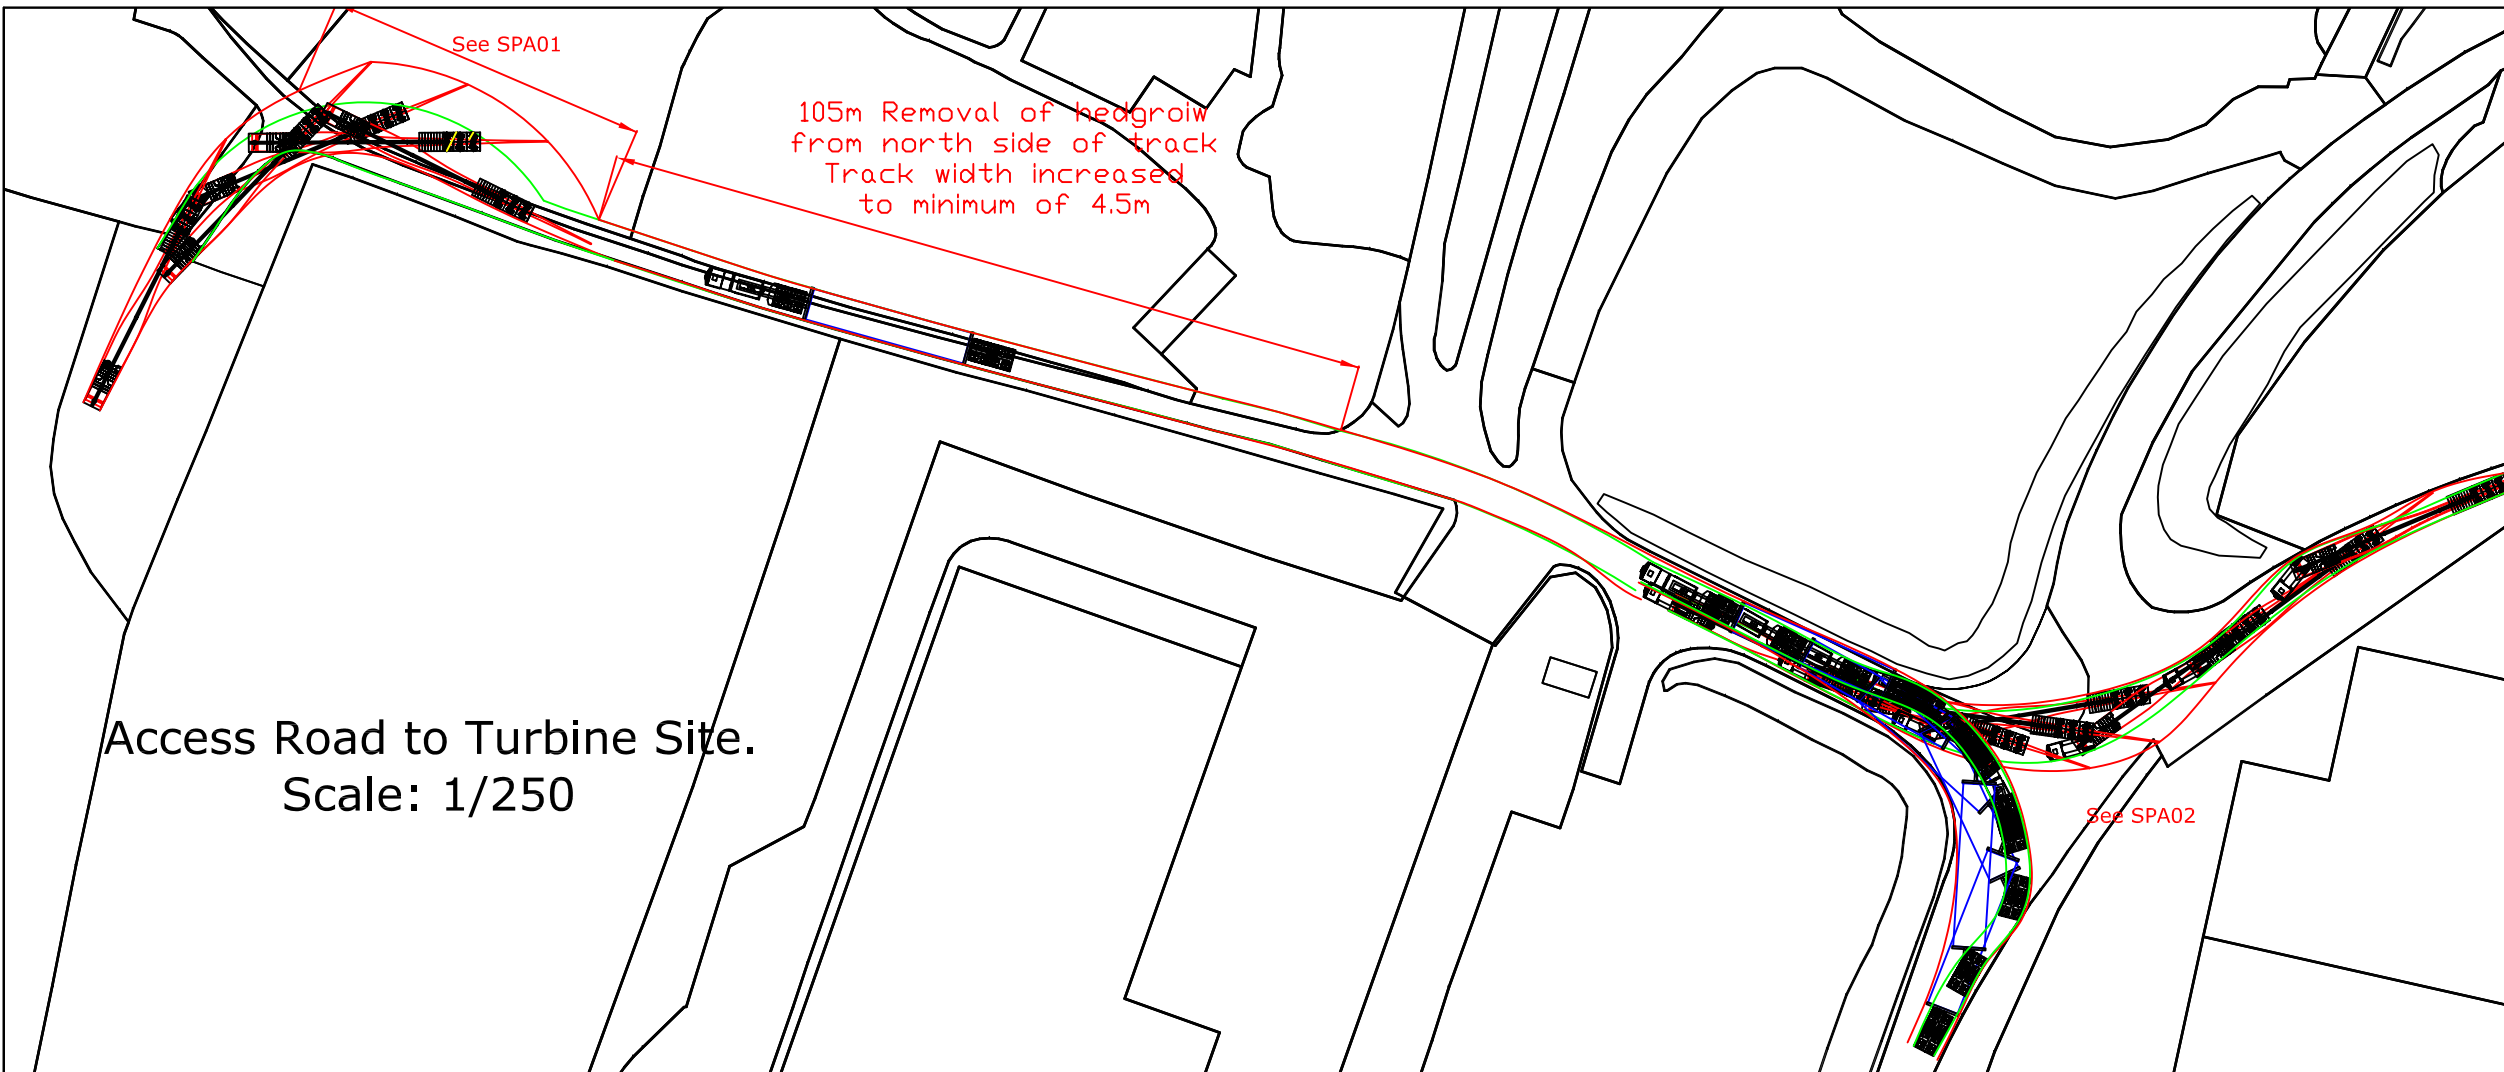 See SPA01
105m Removal of hedgroiw
from north side of track
Track width increased
to minimum of 4.5m
Access Road to Turbine Site.
Scale: 1/250
See SPA02